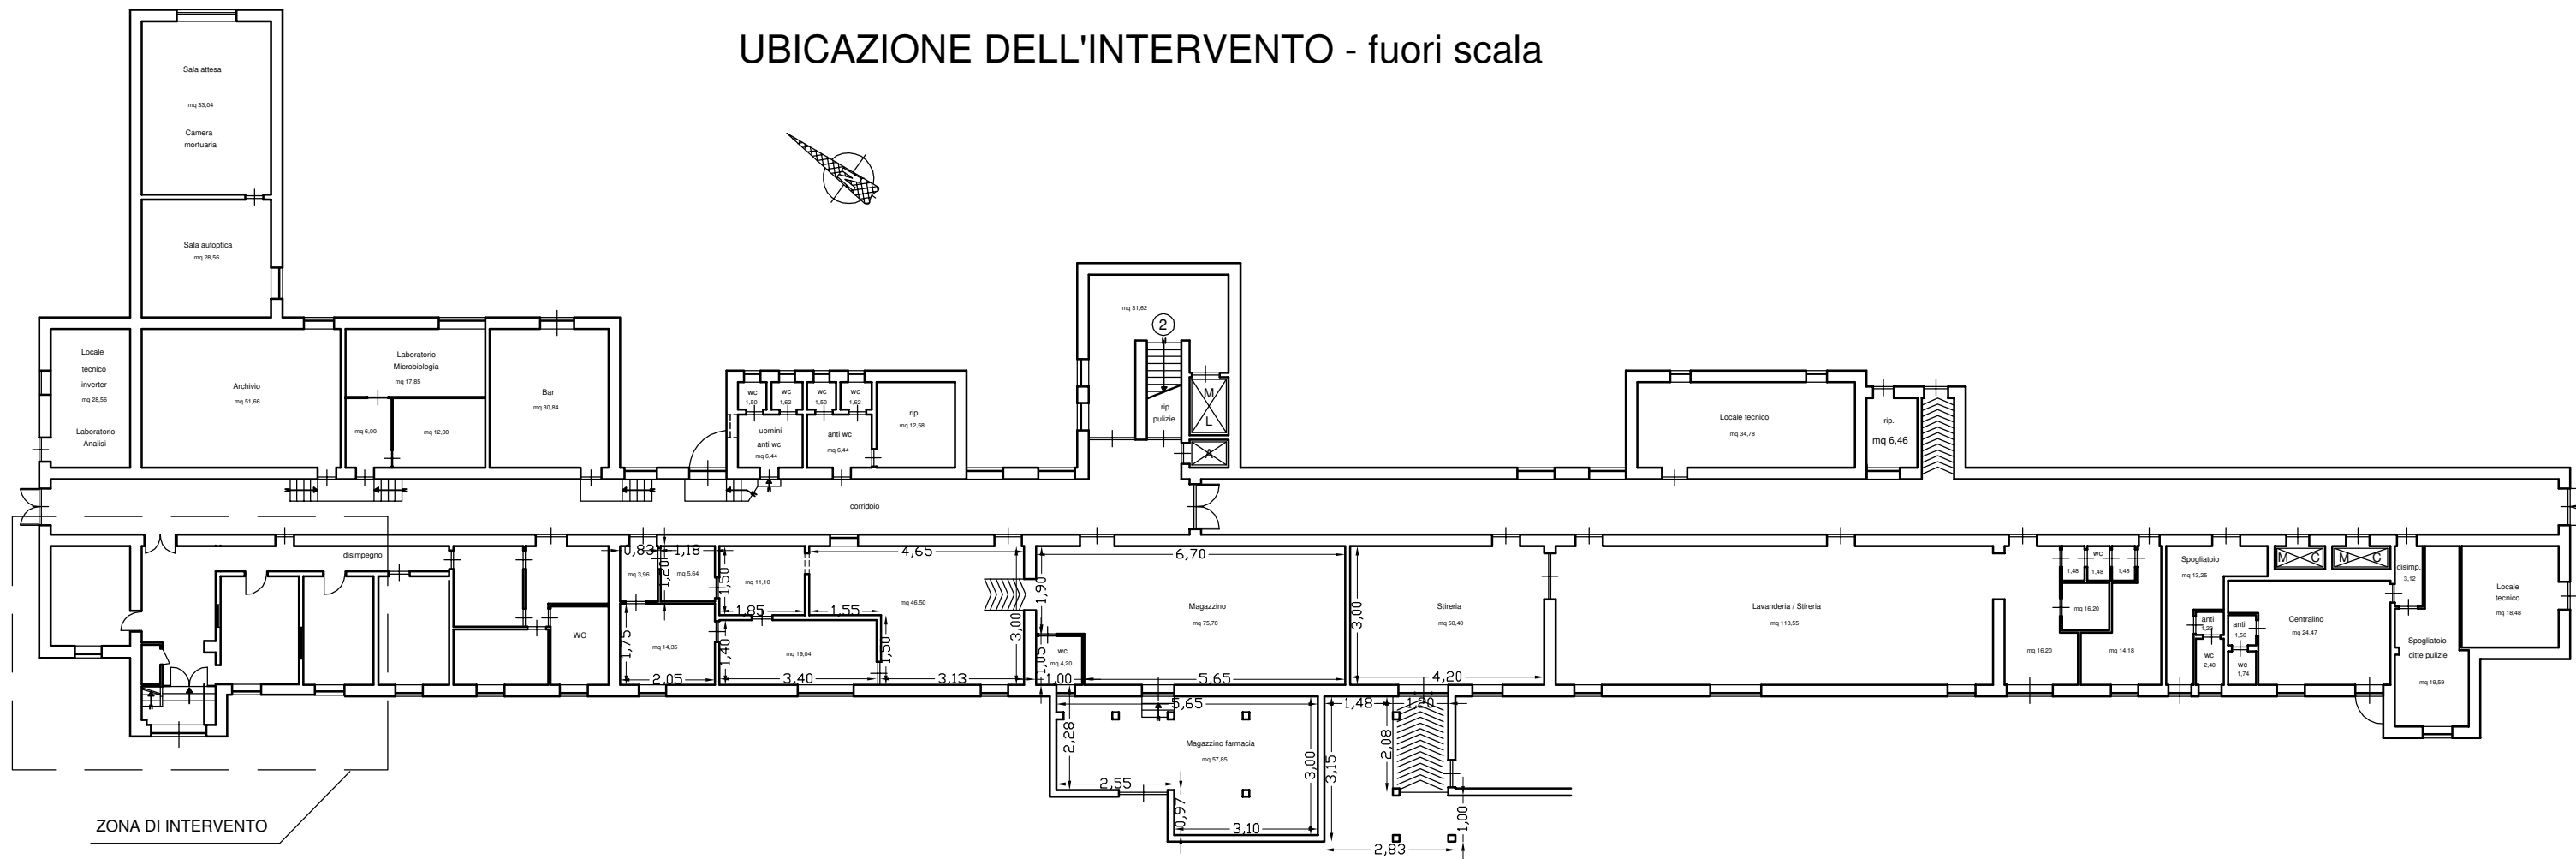 UBICAZIONE DELL'INTERVENTO - fuori scala
Sala attesa
mq 33,04
Camera
mortuaria
Sala autoptica
mq 28,56
N
Locale
tecnico
inverter
mq 28,56
Laboratorio
Analisi
Archivio
mq 51,66
Laboratorio
Microbiologia
mq 17,85
mq 6,00
mq 12,00
Bar
mq 30,84
wc
1,50
wc
1,62
wc
1,50
wc
1,62
uomini
anti wc
mq 6,44
anti wc
mq 6,44
rip.
mq 12,58
mq 31,62
2
rip.
pulizie
M
L
A
Locale tecnico
mq 34,78
rip.
mq 6,46
corridoio
disimpegno
WC
0,83
1,18
mq 3,96
1,20
mq 5,64
1,50
mq 11,10
4,65
1,85
1,55
mq 46,50
1,75
mq 14,35
2,05
1,40
mq 19,04
3,40
1,50
3,13
3,00
6,70
1,90
Magazzino
mq 75,78
1,05
wc
mq 4,20
1,00
5,65
3,00
Stireria
mq 50,40
4,20
Lavanderia / Stireria
mq 113,55
wc
1,48
1,48
1,48
mq 16,20
mq 16,20
mq 14,18
Spogliatoio
mq 13,25
M C
M C
anti
1,20
wc
2,40
anti
1,56
wc
1,74
Centralino
mq 24,47
disimp.
3,12
Spogliatoio
ditte pulizie
mq 19,59
Locale
tecnico
mq 18,48
5,65
2,28
Magazzino farmacia
mq 57,85
2,55
0,97
3,10
3,00
3,15
1,48
1,20
2,08
1,00
2,83
ZONA DI INTERVENTO